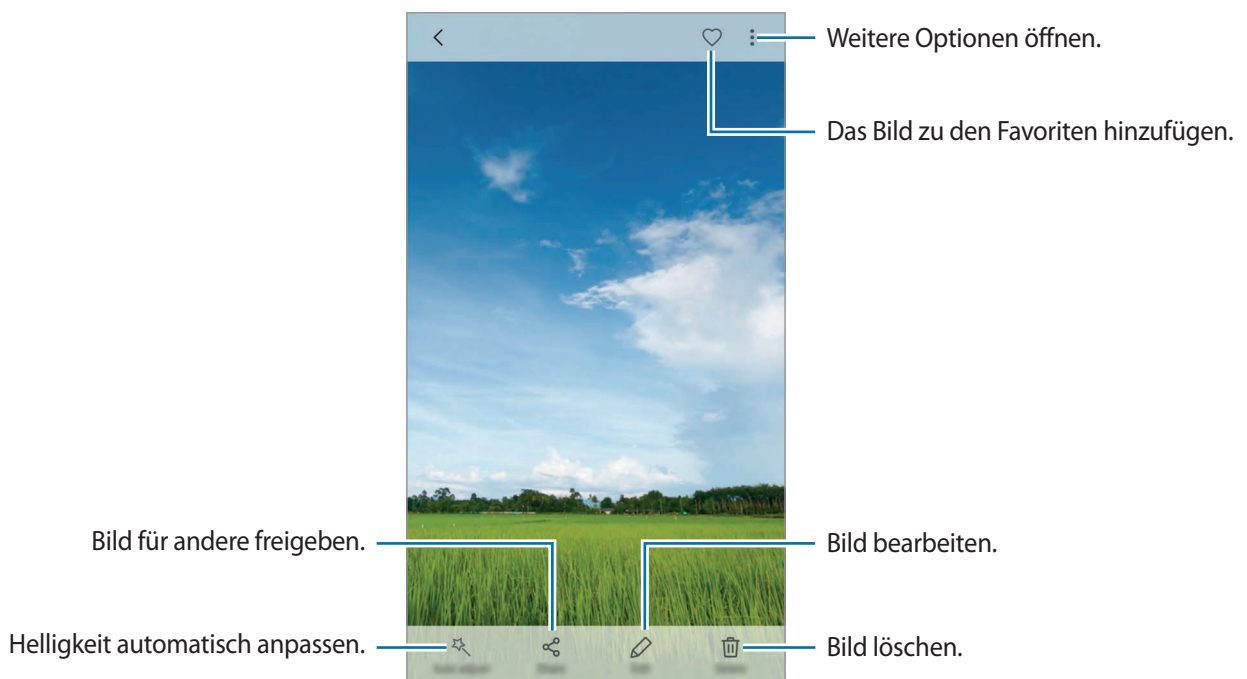 Weitere Optionen öffnen.
Das Bild zu den Favoriten hinzufügen.
Bild für andere freigeben.
Bild bearbeiten.
Helligkeit automatisch anpassen.
Bild löschen.